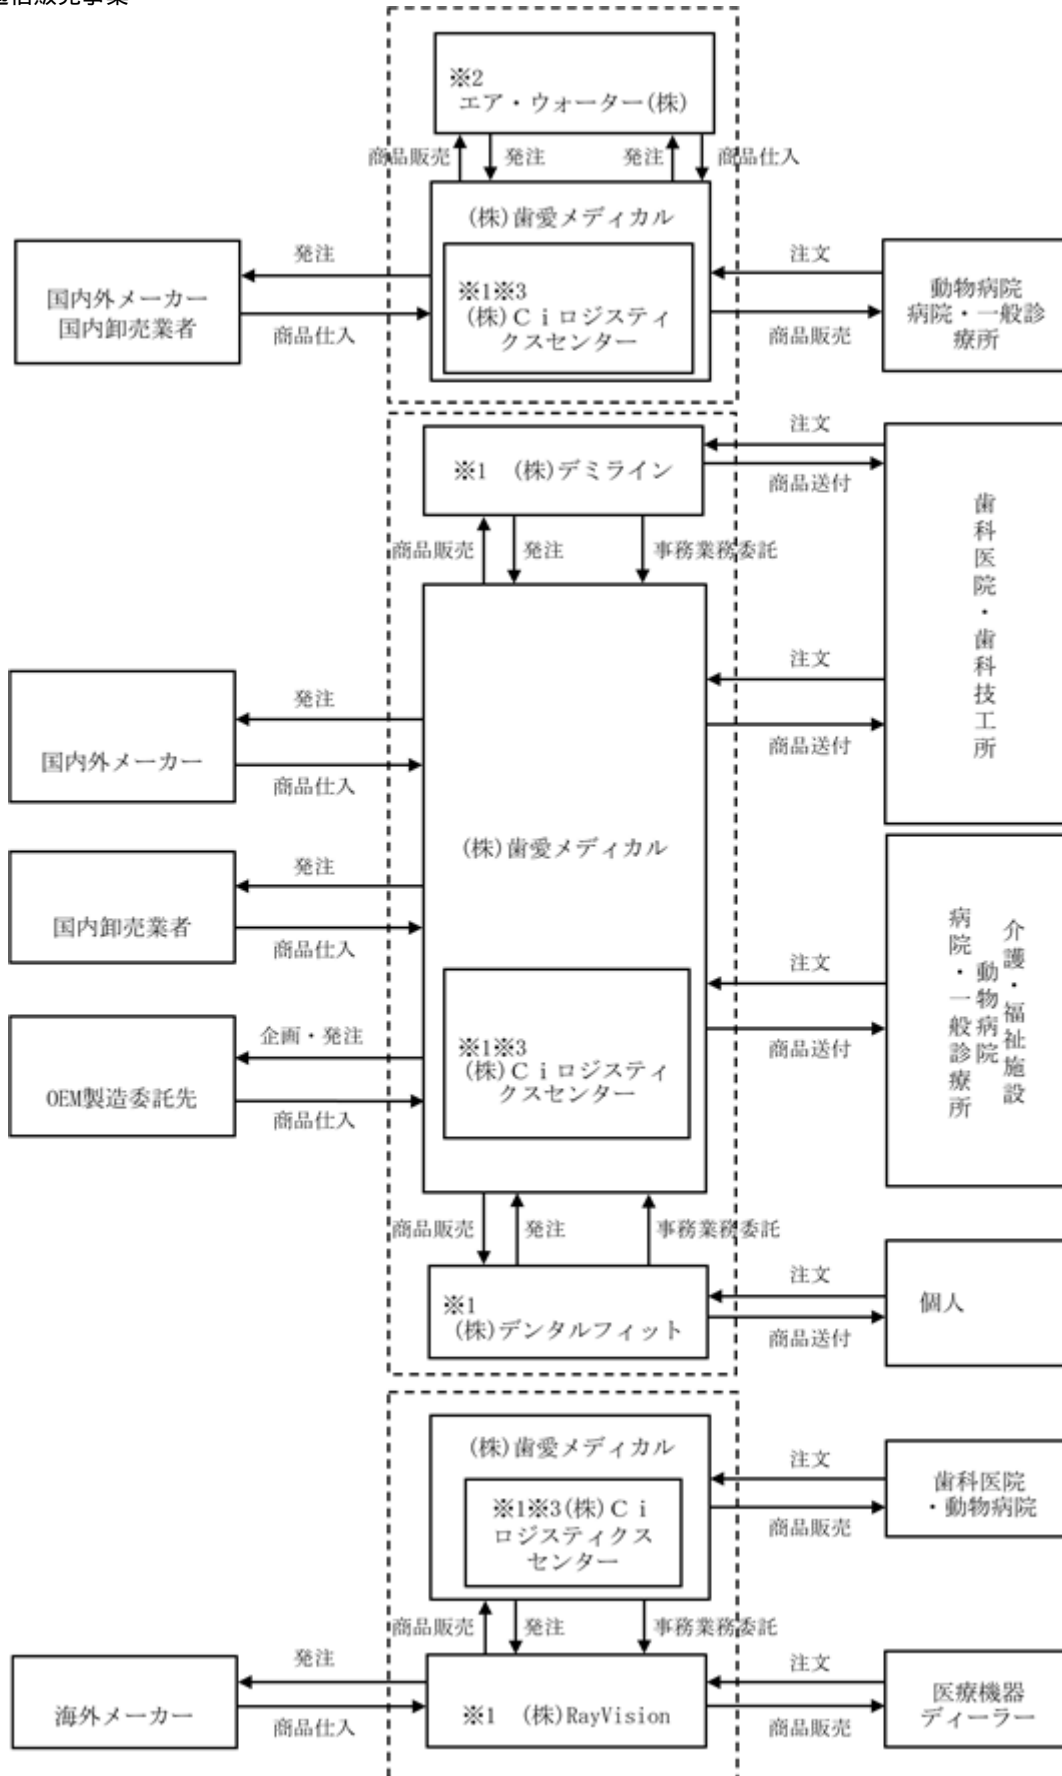 通信販売事業
※2
エア・ウォーター(株)
商品販売
発注
発注
商品仕入
(株)歯愛メディカル
※1※3
(株)Ｃｉロジスティ
クスセンター
国内外メーカー
国内卸売業者
発注
商品仕入
注文
商品販売
動物病院
病院・一般診
療所
※1 (株)デミライン
注文
商品送付
商品販売
発注
事務業務委託
歯科医院・歯科技工所
注文
商品送付
国内外メーカー
発注
商品仕入
(株)歯愛メディカル
国内卸売業者
発注
商品仕入
※1※3
(株)Ｃｉロジスティ
クスセンター
OEM製造委託先
企画・発注
商品仕入
注文
商品送付
介護・福祉施設
動物病院
病院・一般診療所
商品販売
発注
事務業務委託
※1
(株)デンタルフィット
注文
商品送付
個人
(株)歯愛メディカル
※1※3(株)Ｃｉ
ロジスティクス
センター
注文
商品販売
歯科医院
・動物病院
商品販売
発注
事務業務委託
海外メーカー
発注
商品仕入
※1 (株)RayVision
注文
商品販売
医療機器
ディーラー